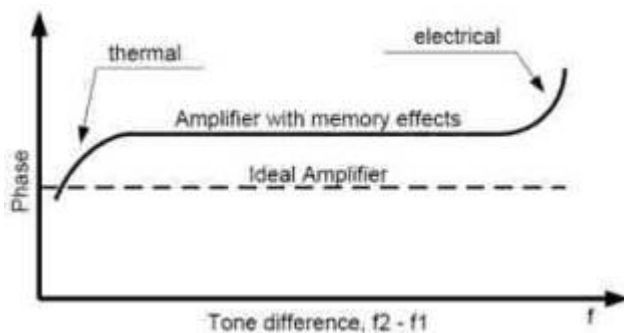 thermal
electrical
Amplifier with memory effects
Ideal Amplifier
Phase
Tone difference, f2 - f1
f